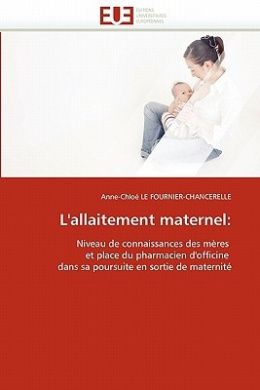 EUE
ÉDITIONS
UNIVERSITAIRES
EUROPÉENNES
Anne-Chloé LE FOURNIER-CHANCERELLE
L'allaitement maternel:
Niveau de connaissances des mères
et place du pharmacien d'officine
dans sa poursuite en sortie de maternité